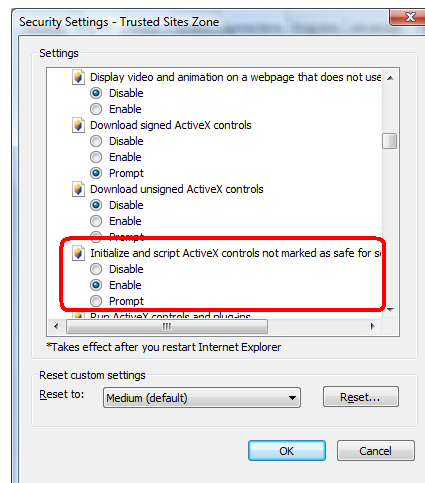 Security Settings - Trusted Sites Zone
Settings
Display video and animation on a webpage that does not use
Disable
Enable
Download signed ActiveX controls
Disable
Enable
Prompt
Download unsigned ActiveX controls
Disable
Enable
Prompt
Initialize and script ActiveX controls not marked as safe for
Disable
Enable
Prompt
Run ActiveX controls and plug-ins
*Takes effect after you restart Internet Explorer
Reset custom settings
Reset to:
Medium (default)
Reset...
OK
Cancel